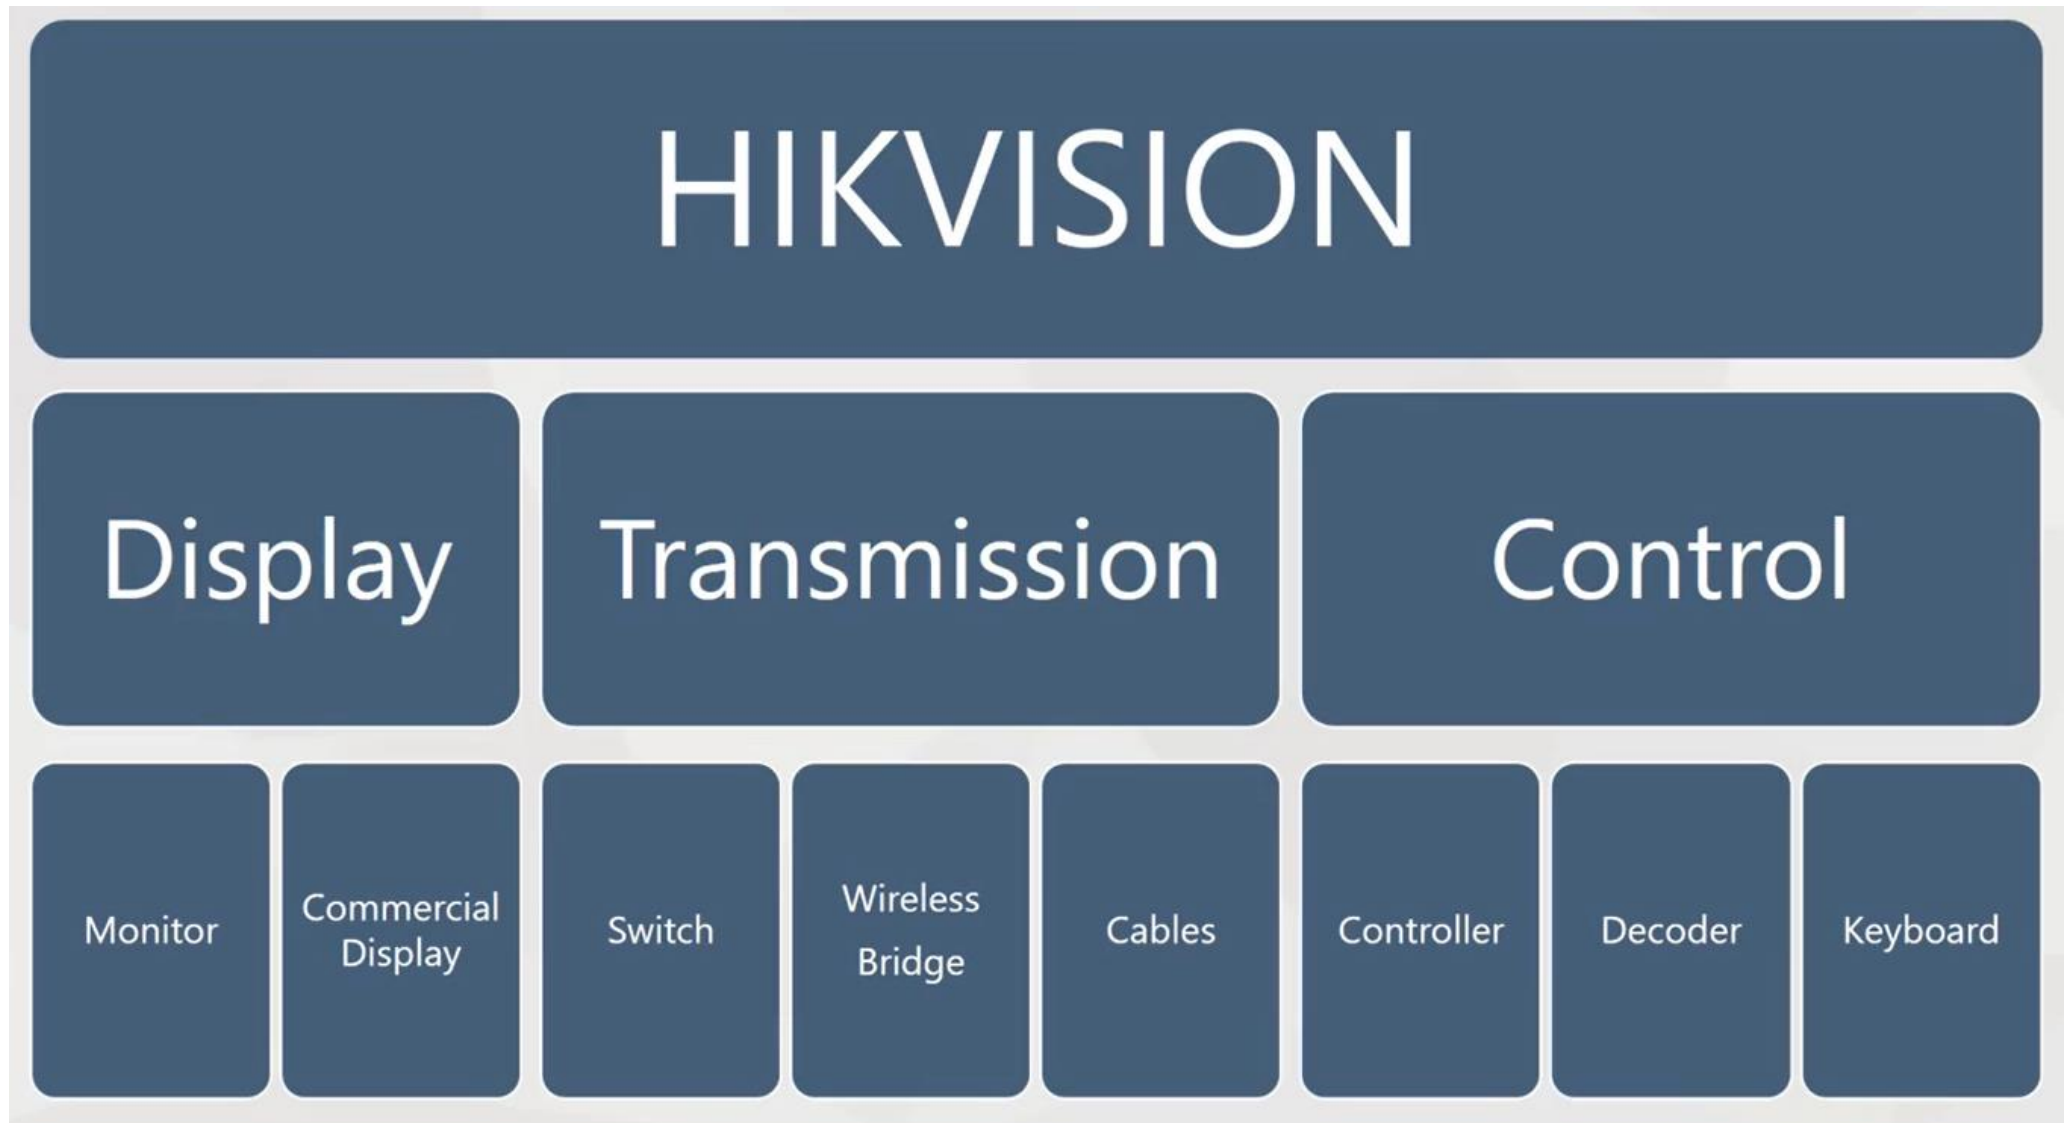 HIKVISION
Display
Transmission
Control
Monitor
Commercial
Display
Switch
Wireless
Bridge
Cables
Controller
Decoder
Keyboard